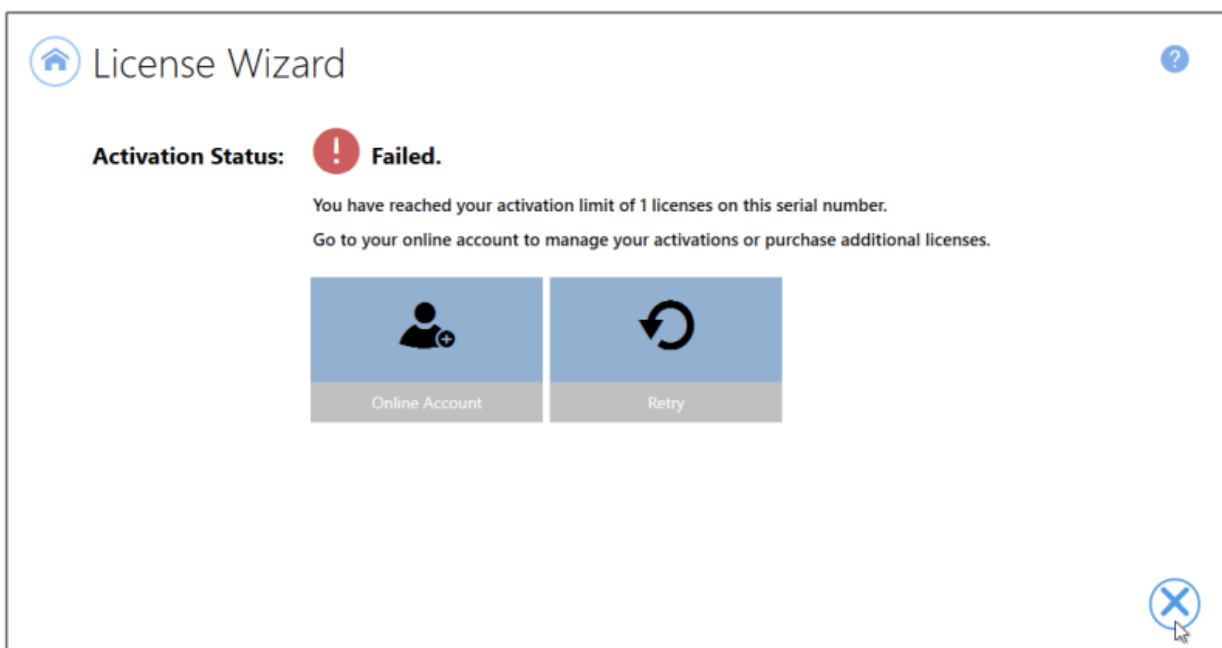 License Wizard
?
Activation Status:
! Failed.
You have reached your activation limit of 1 licenses on this serial number.
Go to your online account to manage your activations or purchase additional licenses.
Online Account
Retry